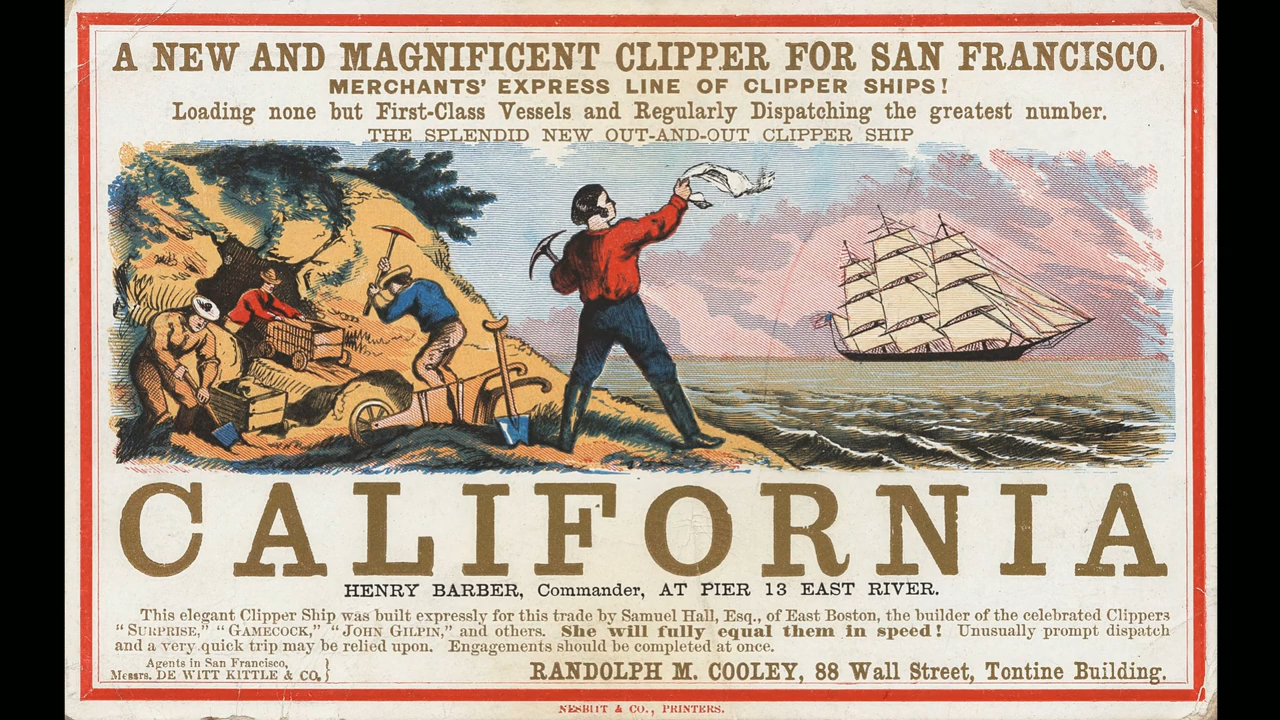 A NEW AND MAGNIFICENT CLIPPER FOR SAN FRANCISCO.
MERCHANTS' EXPRESS LINE OF CLIPPER SHIPS!
Loading none but First-Class Vessels and Regularly Dispatching the greatest number.
THE SPLENDID NEW OUT-AND-OUT CLIPPER SHIP
CALIFORNIA
HENRY BARBER, Commander, AT PIER 13 EAST RIVER.
This elegant Clipper Ship was built expressly for this trade by Samuel Hall, Esq., of East Boston, the builder of the celebrated Clippers
"SURPRISE," "GAMECOCK," "JOHN GILPIN," and others. She will fully equal them in speed! Unusually prompt dispatch
and a very quick trip may be relied upon. Engagements should be completed at once.
Agents in San Francisco,
Messrs. DE WITT KITTLE & CO.
RANDOLPH M. COOLEY, 88 Wall Street, Tontine Building.
NESBITT & CO., PRINTERS.